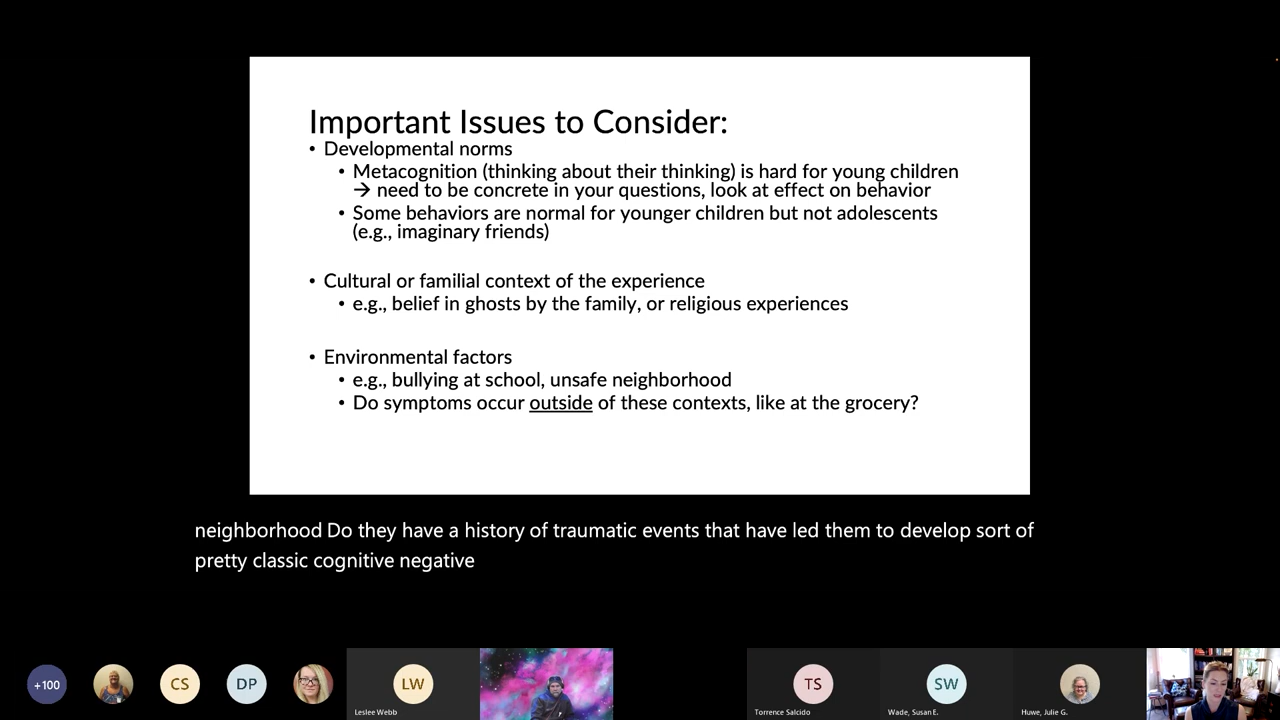 Important Issues to Consider:
• Developmental norms
• Metacognition (thinking about their thinking) is hard for young children
→ need to be concrete in your questions, look at effect on behavior
• Some behaviors are normal for younger children but not adolescents
(e.g., imaginary friends)
• Cultural or familial context of the experience
• e.g., belief in ghosts by the family, or religious experiences
• Environmental factors
• e.g., bullying at school, unsafe neighborhood
• Do symptoms occur outside of these contexts, like at the grocery?
neighborhood Do they have a history of traumatic events that have led them to develop sort of
pretty classic cognitive negative
+100
CS
DP
LW
TS
SW
Leslee Webb
Torrence Salcido
Wade, Susan E.
Huwe, Julie G.